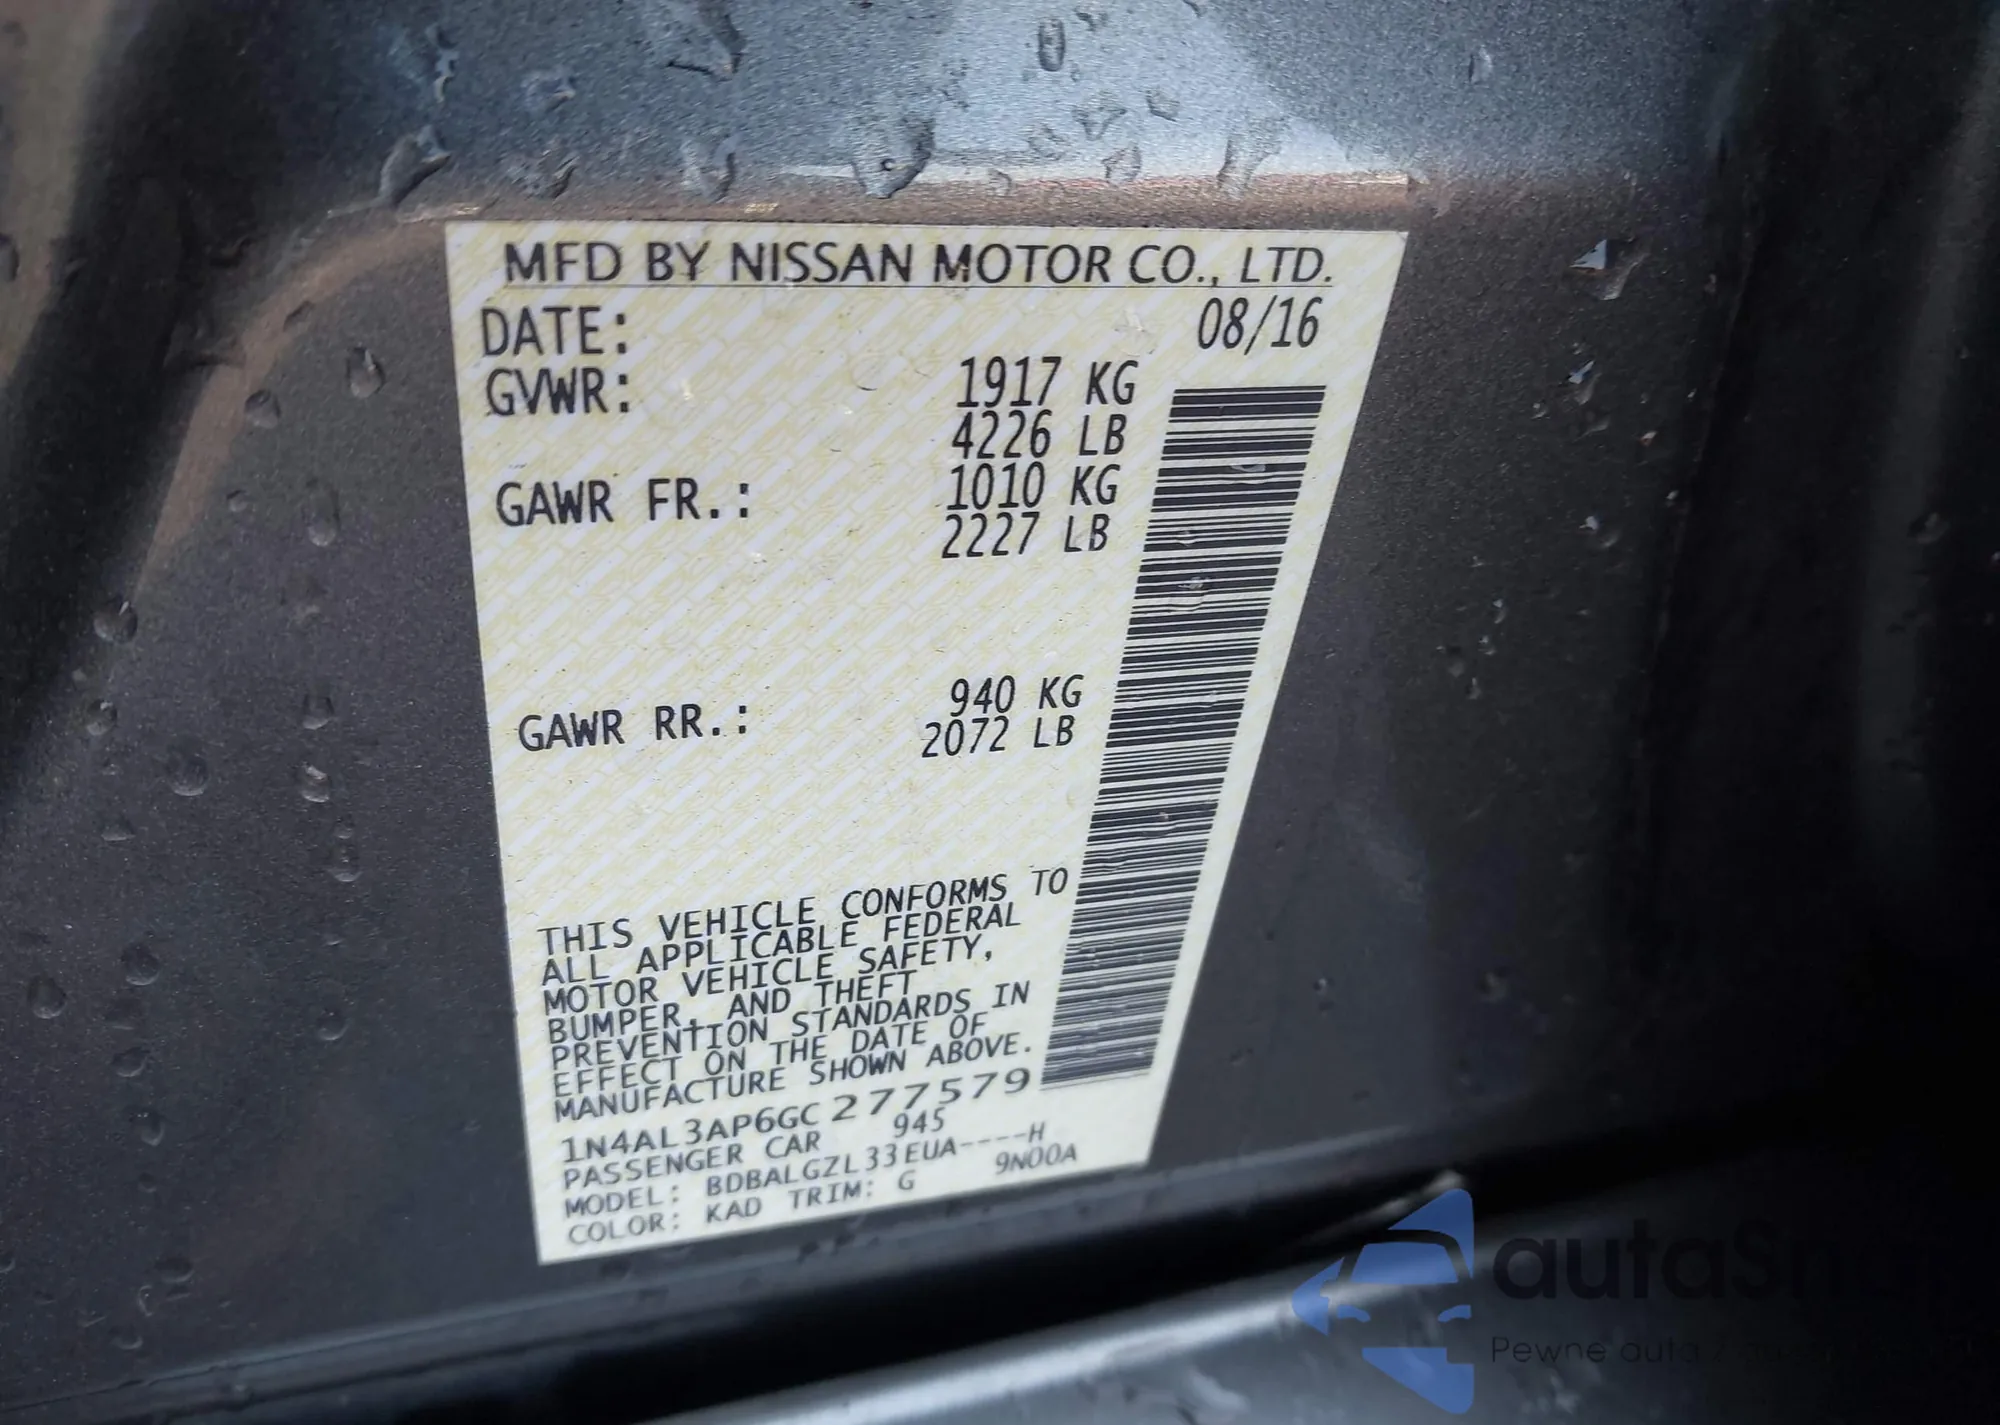 MFD BY NISSAN MOTOR CO., LTD.
DATE: 08/16
GVWR: 1917 KG
4226 LB
GAWR FR.: 1010 KG
2227 LB
GAWR RR.: 940 KG
2072 LB
THIS VEHICLE CONFORMS TO
ALL APPLICABLE FEDERAL
MOTOR VEHICLE SAFETY,
BUMPER, AND THEFT
PREVENTION STANDARDS IN
EFFECT ON THE DATE OF
MANUFACTURE SHOWN ABOVE.
1N4AL3AP6GC277579
PASSENGER CAR 945
MODEL: BDBALGZL33EUA----H
COLOR: KAD TRIM: G 9N00A
Pewne auta